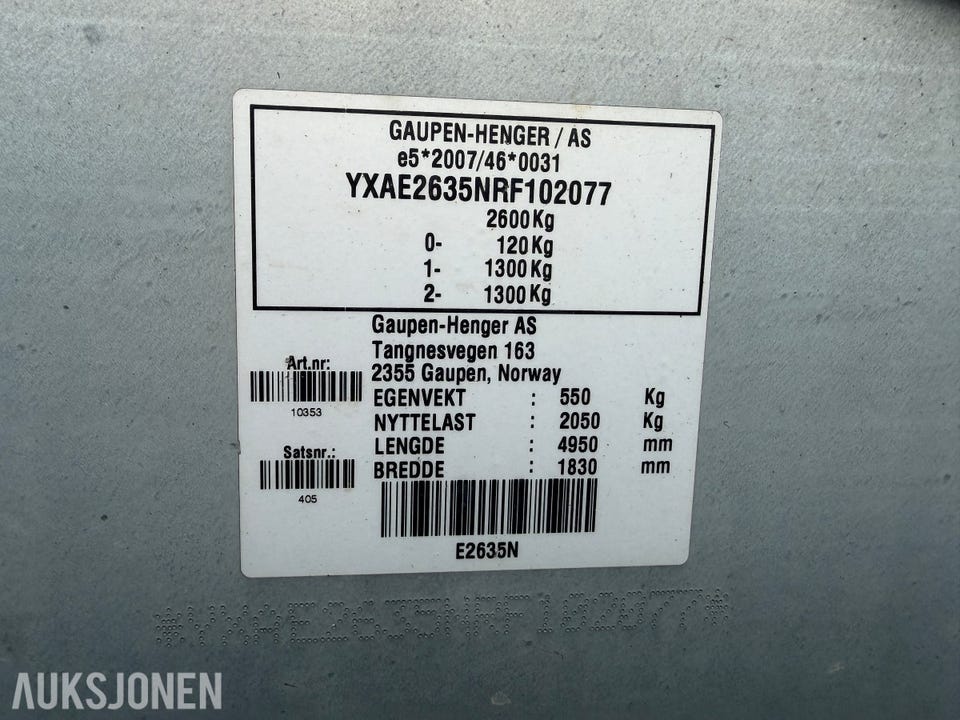 GAUPEN-HENGER / AS
e5*2007/46*0031
YXAE2635NRF102077
2600Kg
0- 120Kg
1- 1300Kg
2- 1300Kg
Gaupen-Henger AS
Tangnesvegen 163
2355 Gaupen, Norway
Art.nr:
10353
Satsnr.:
405
EGENVEKT : 550 Kg
NYTTELAST : 2050 Kg
LENGDE : 4950 mm
BREDDE : 1830 mm
E2635N
AUKSJONEN